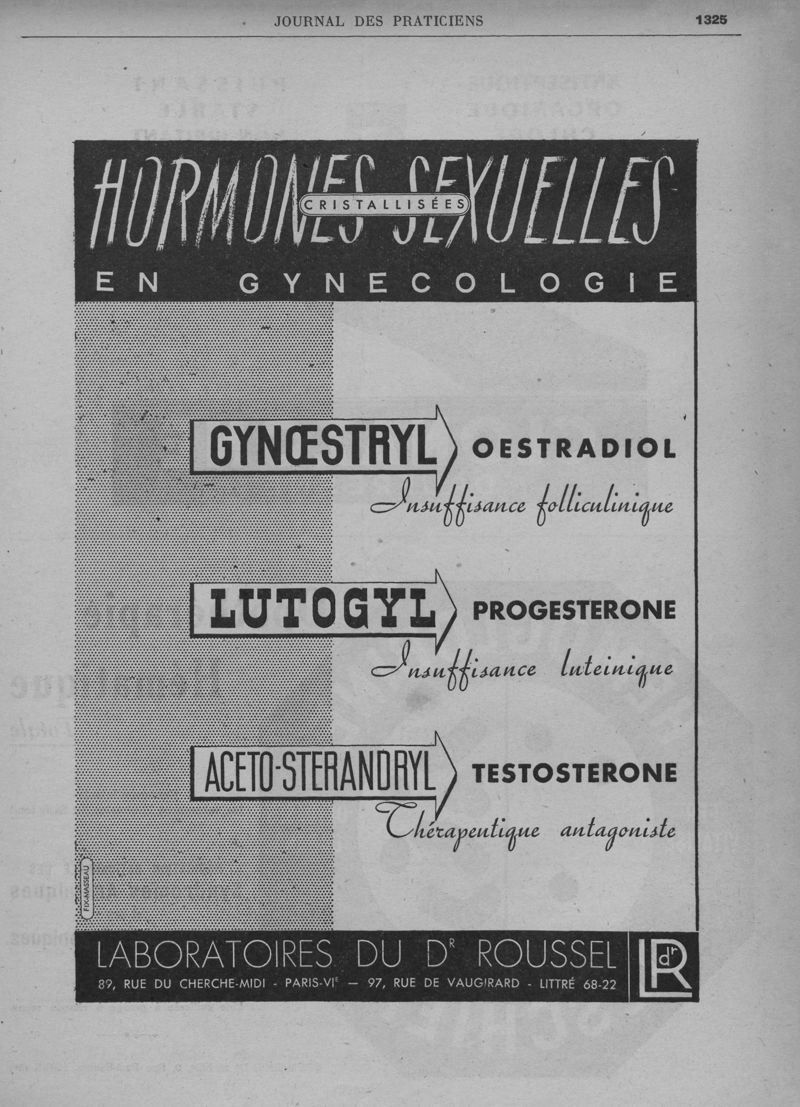 JOURNAL DES PRATICIENS 1325
HORMONES SEXUELLES
CRISTALLISÉES
EN GYNECOLOGIE
GYNŒSTRYL OESTRADIOL
Insuffisance folliculinique
LUTOGYL PROGESTERONE
Insuffisance luteinique
ACETO-STERANDRYL TESTOSTERONE
Thérapeutique antagoniste
LABORATOIRES DU Dʳ ROUSSEL
89, RUE DU CHERCHE-MIDI - PARIS-VIᴱ — 97, RUE DE VAUGIRARD - LITTRÉ 68-22
L dʳ R